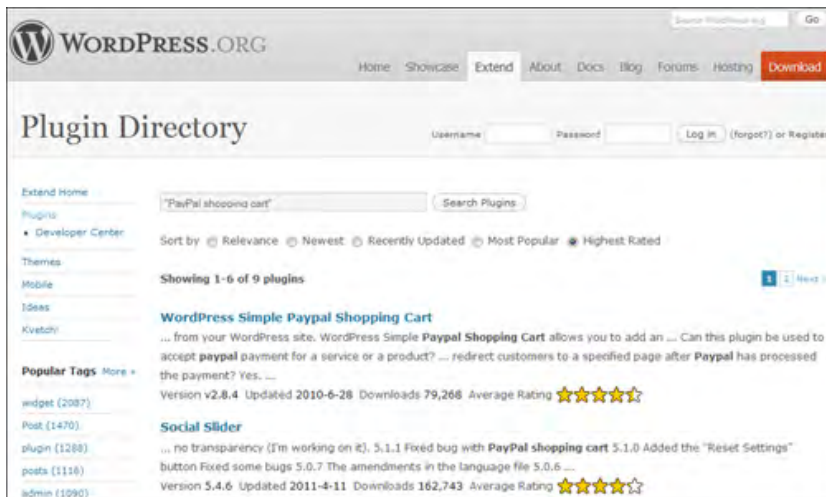 Search WordPress.org Go
WORDPRESS.ORG
Home Showcase Extend About Docs Blog Forums Hosting Download
Plugin Directory
Username Password Log in (forgot?) or Register
Extend Home
Plugins
• Developer Center
Themes
Mobile
Ideas
Kvetch!
Popular Tags More »
widget (2087)
Post (1470)
plugin (1288)
posts (1116)
admin (1090)
"PayPal shopping cart" Search Plugins
Sort by Relevance Newest Recently Updated Most Popular Highest Rated
Showing 1-6 of 9 plugins
1 2 Next
WordPress Simple Paypal Shopping Cart
... from your WordPress site. WordPress Simple Paypal Shopping Cart allows you to add an ... Can this plugin be used to
accept paypal payment for a service or a product? ... redirect customers to a specified page after Paypal has processed
the payment? Yes. ...
Version v2.8.4 Updated 2010-6-28 Downloads 79,268 Average Rating
Social Slider
... no transparency (I'm working on it). 5.1.1 Fixed bug with PayPal shopping cart 5.1.0 Added the "Reset Settings"
button Fixed some bugs 5.0.7 The amendments in the language file 5.0.6 ...
Version 5.4.6 Updated 2011-4-11 Downloads 162,743 Average Rating